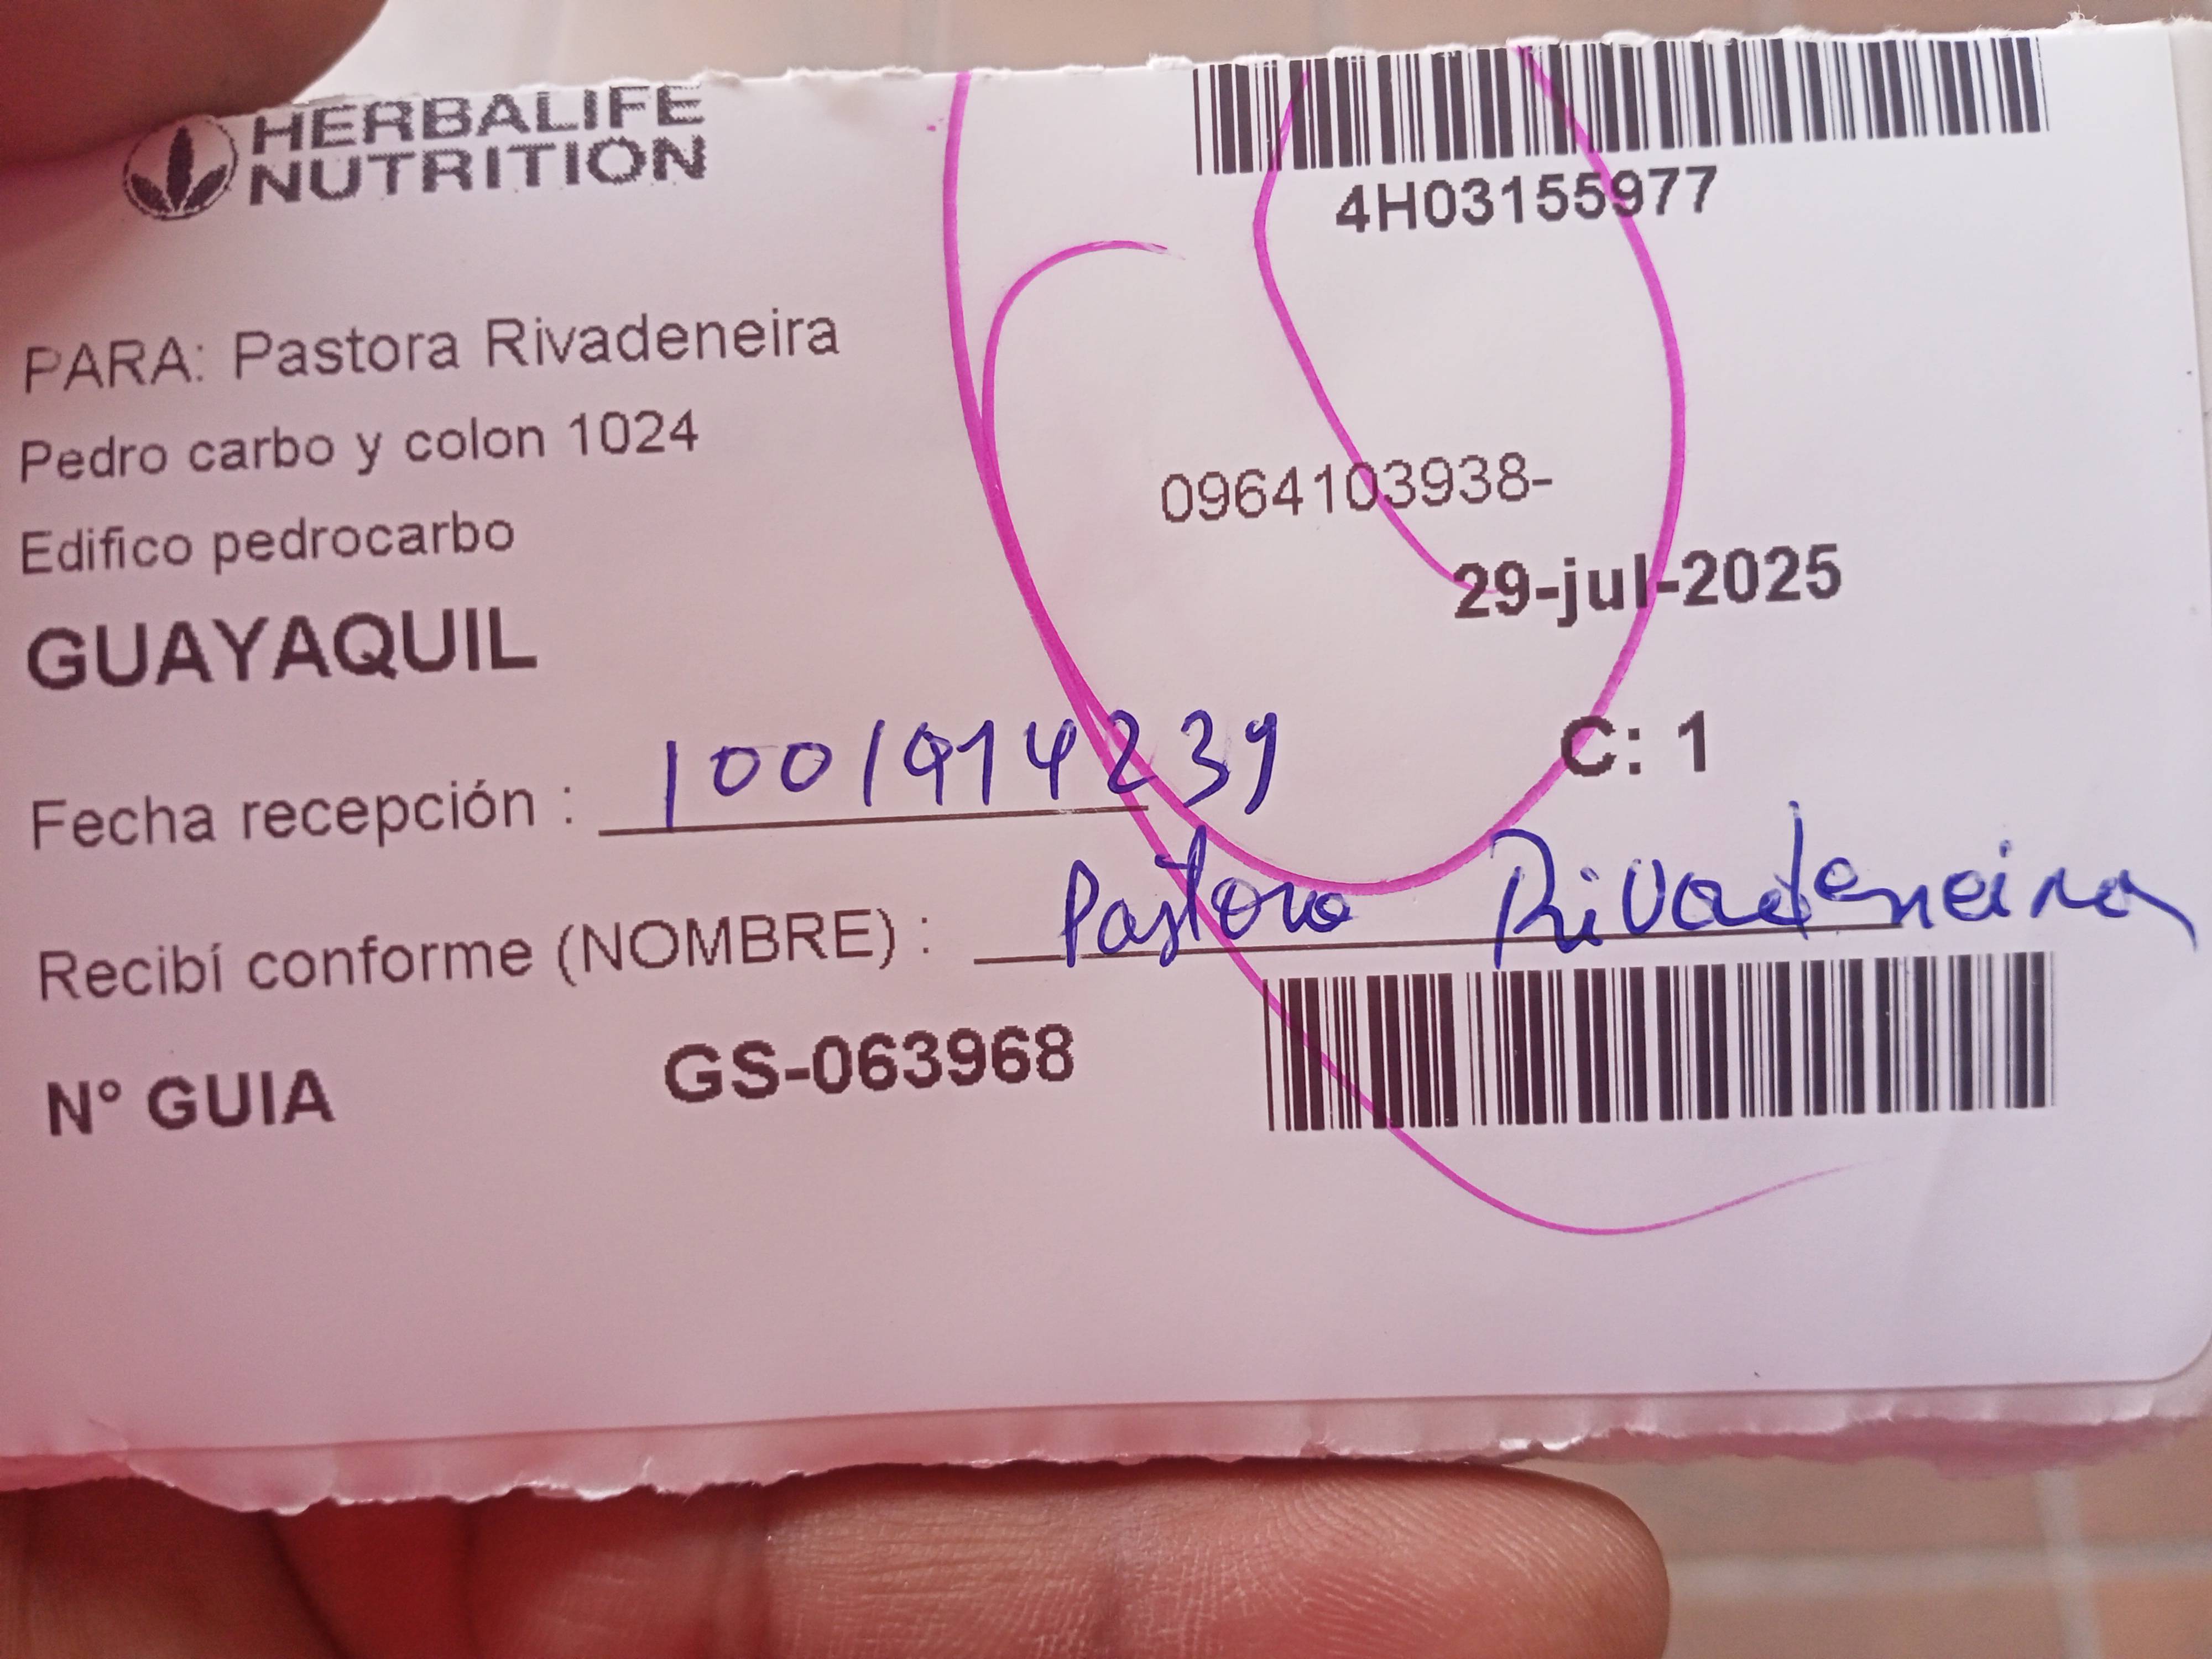 HERBALIFE
NUTRITION
4H03155977
PARA: Pastora Rivadeneira
Pedro carbo y colon 1024
0964103938-
Edifico pedrocarbo
29-jul-2025
GUAYAQUIL
C: 1
Fecha recepción : 1001914239
Recibí conforme (NOMBRE) : Pastora Rivadeneira
N° GUIA GS-063968